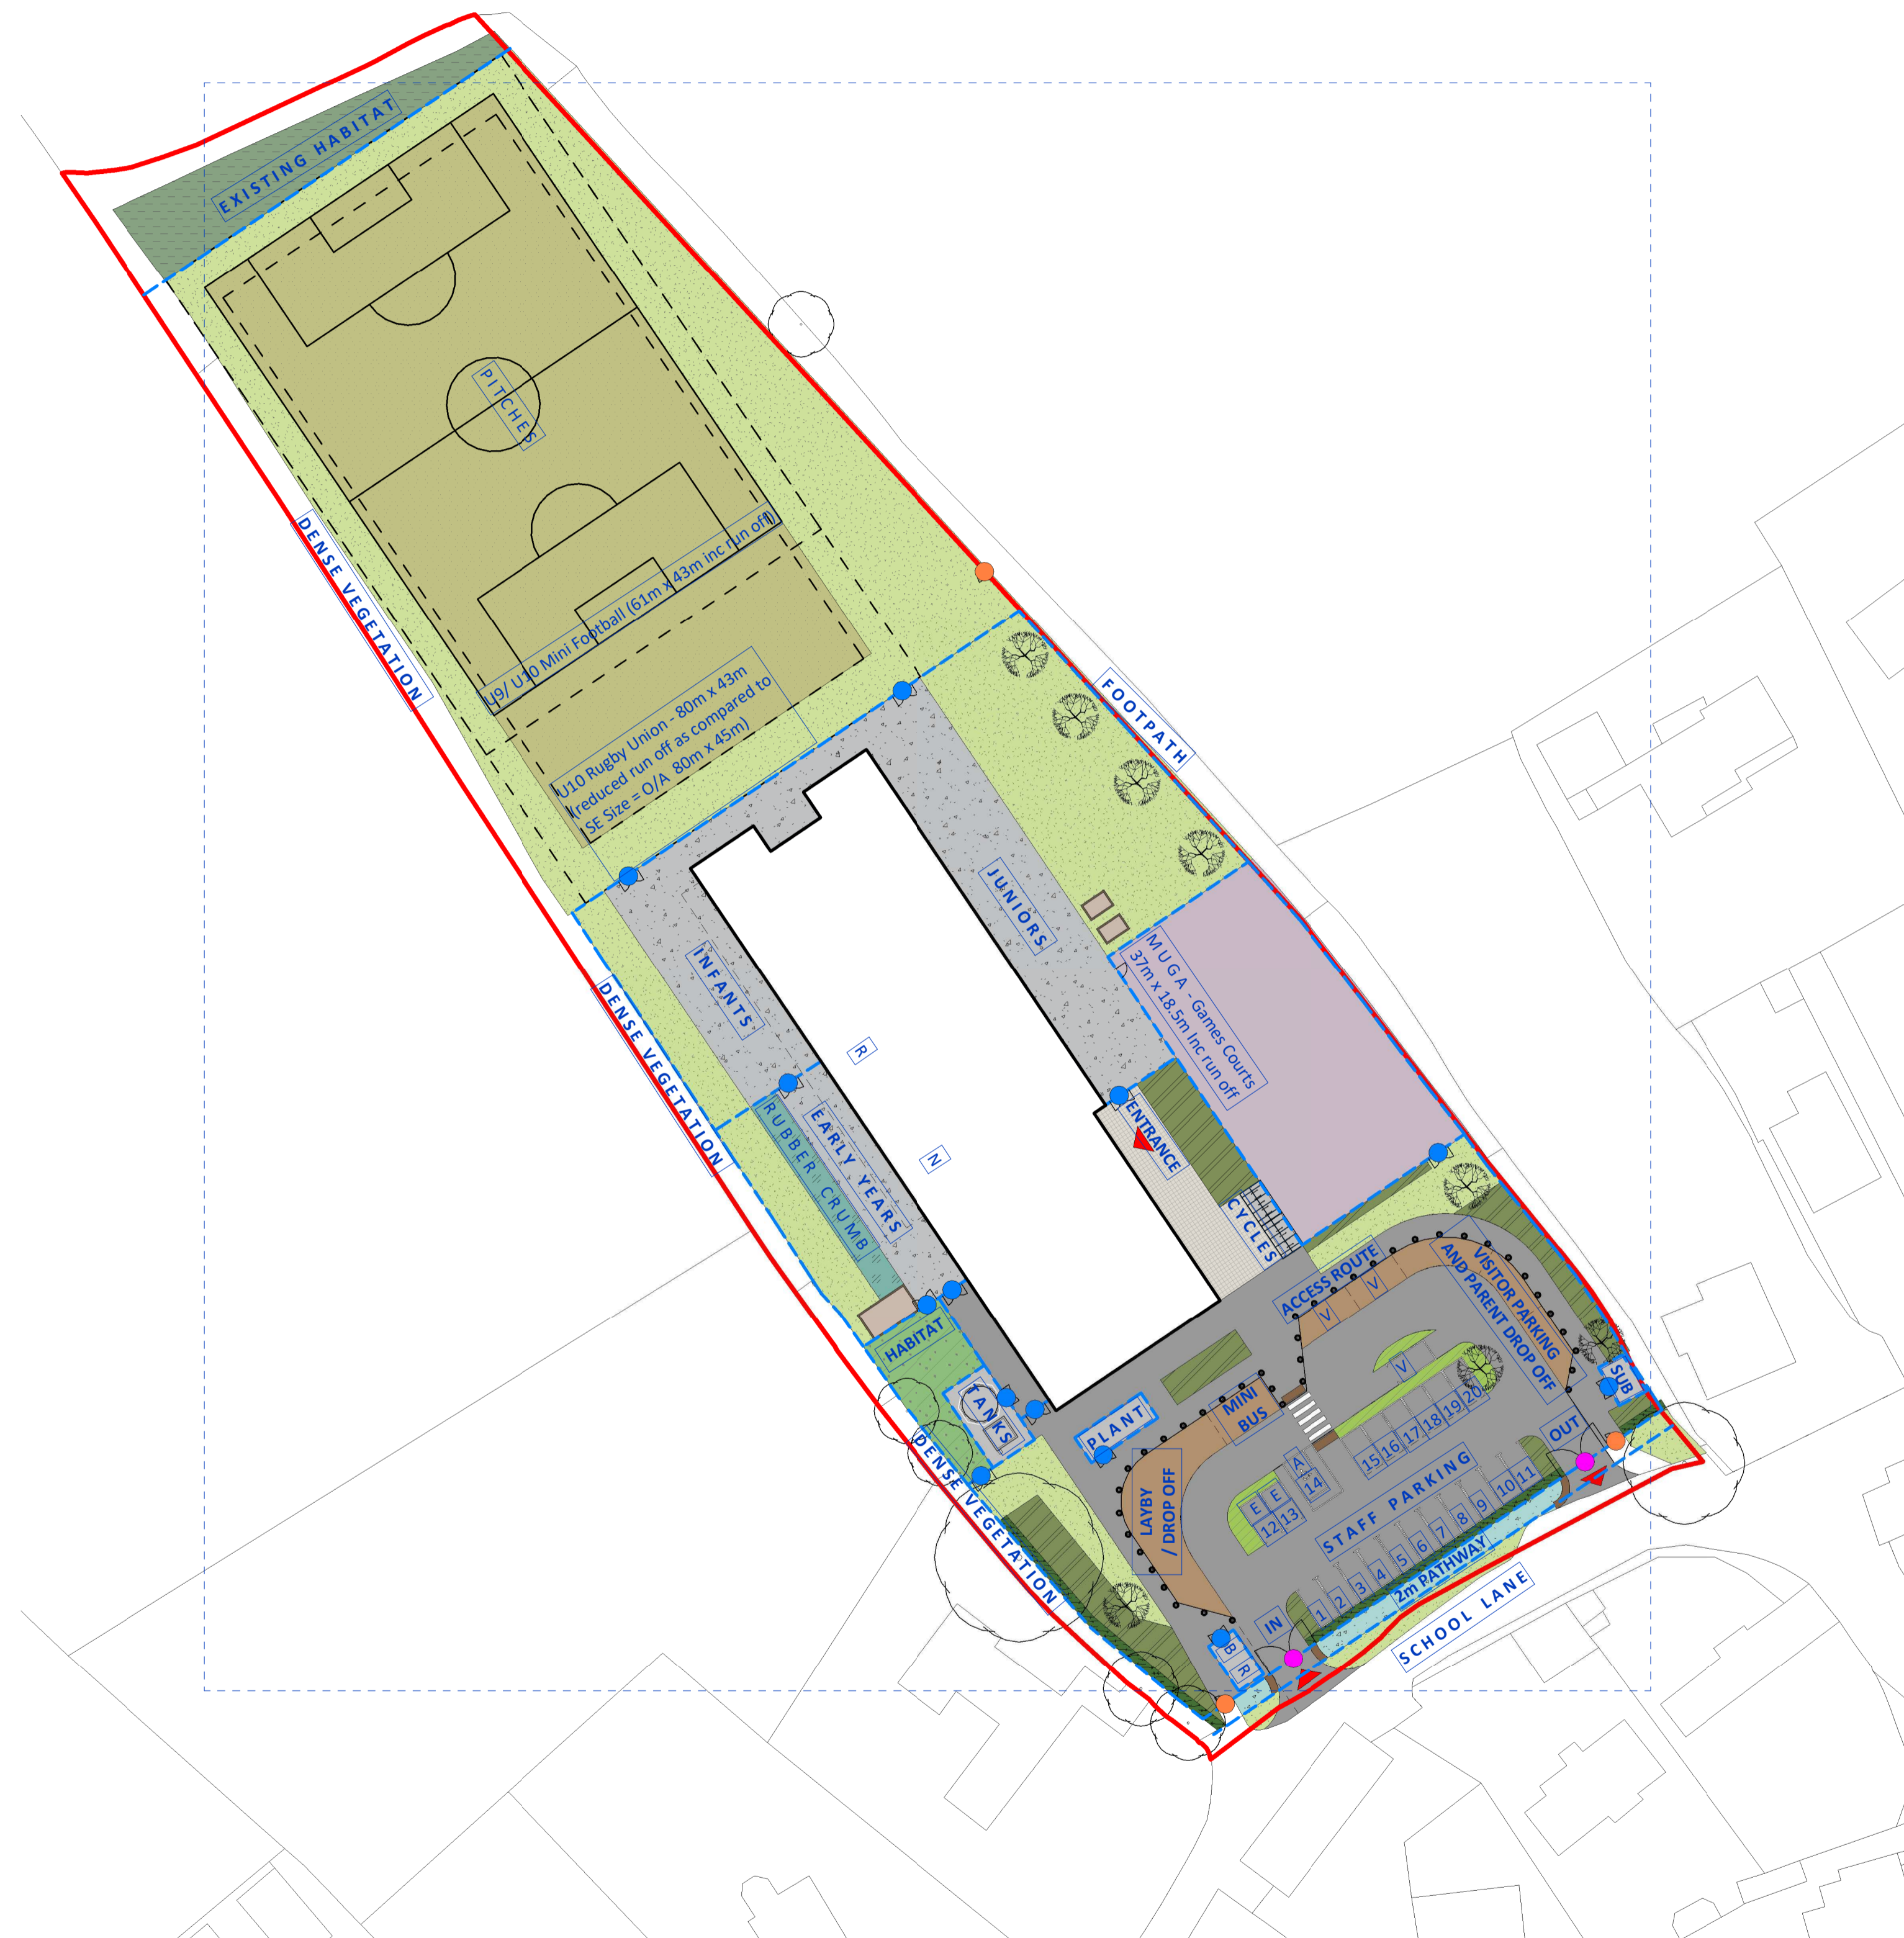 EXISTING HABITAT
PITCHES
DENSE VEGETATION
U9/ U10 Mini Football (61m x 43m inc run off)
U10 Rugby Union - 80m x 43m
(reduced run off as compared to
SE Size = O/A 80m x 45m)
FOOTPATH
JUNIORS
INFANTS
MUGA - Games Courts
37m x 18.5m Inc run off
DENSE VEGETATION
R
N
RUBBER CRUMB
EARLY YEARS
ENTRANCE
CYCLES
ACCESS ROUTE
VISITOR PARKING
AND PARENT DROP OFF
V
V
V
HABITAT
TANKS
PLANT
MINI
BUS
SUB
DENSE VEGETATION
LAYBY
/ DROP OFF
A
14
E
E
12
13
15
16
17
18
19
20
OUT
STAFF PARKING
1
2
3
4
5
6
7
8
9
10
11
2m PATHWAY
IN
B R
SCHOOL LANE